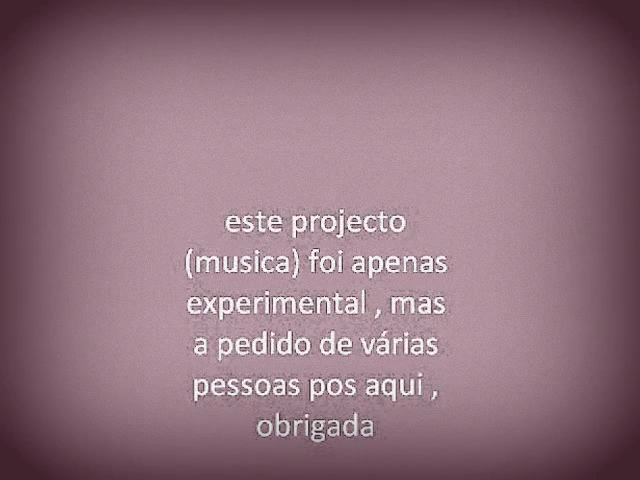 este projecto
(musica) foi apenas
experimental , mas
a pedido de várias
pessoas pos aqui ,
obrigada